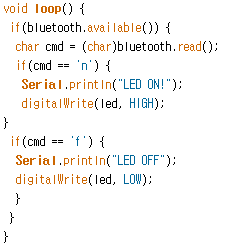 void loop() {
if(bluetooth.available()) {
char cmd = (char)bluetooth.read();
if(cmd == 'n') {
Serial.println("LED ON!");
digitalWrite(led, HIGH);
}
if(cmd == 'f') {
Serial.println("LED OFF");
digitalWrite(led, LOW);
}
}
}